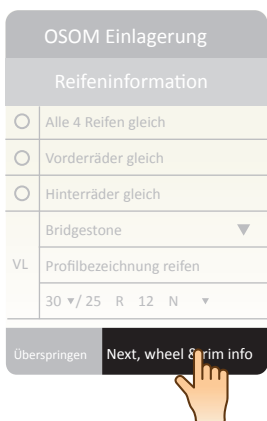 OSOM Einlagerung
Reifeninformation
Alle 4 Reifen gleich
Vorderräder gleich
Hinterräder gleich
Bridgestone ▼
VL
Profilbezeichnung reifen
30 ▾/ 25 R 12 N ▾
Überspringen Next, wheel & rim info